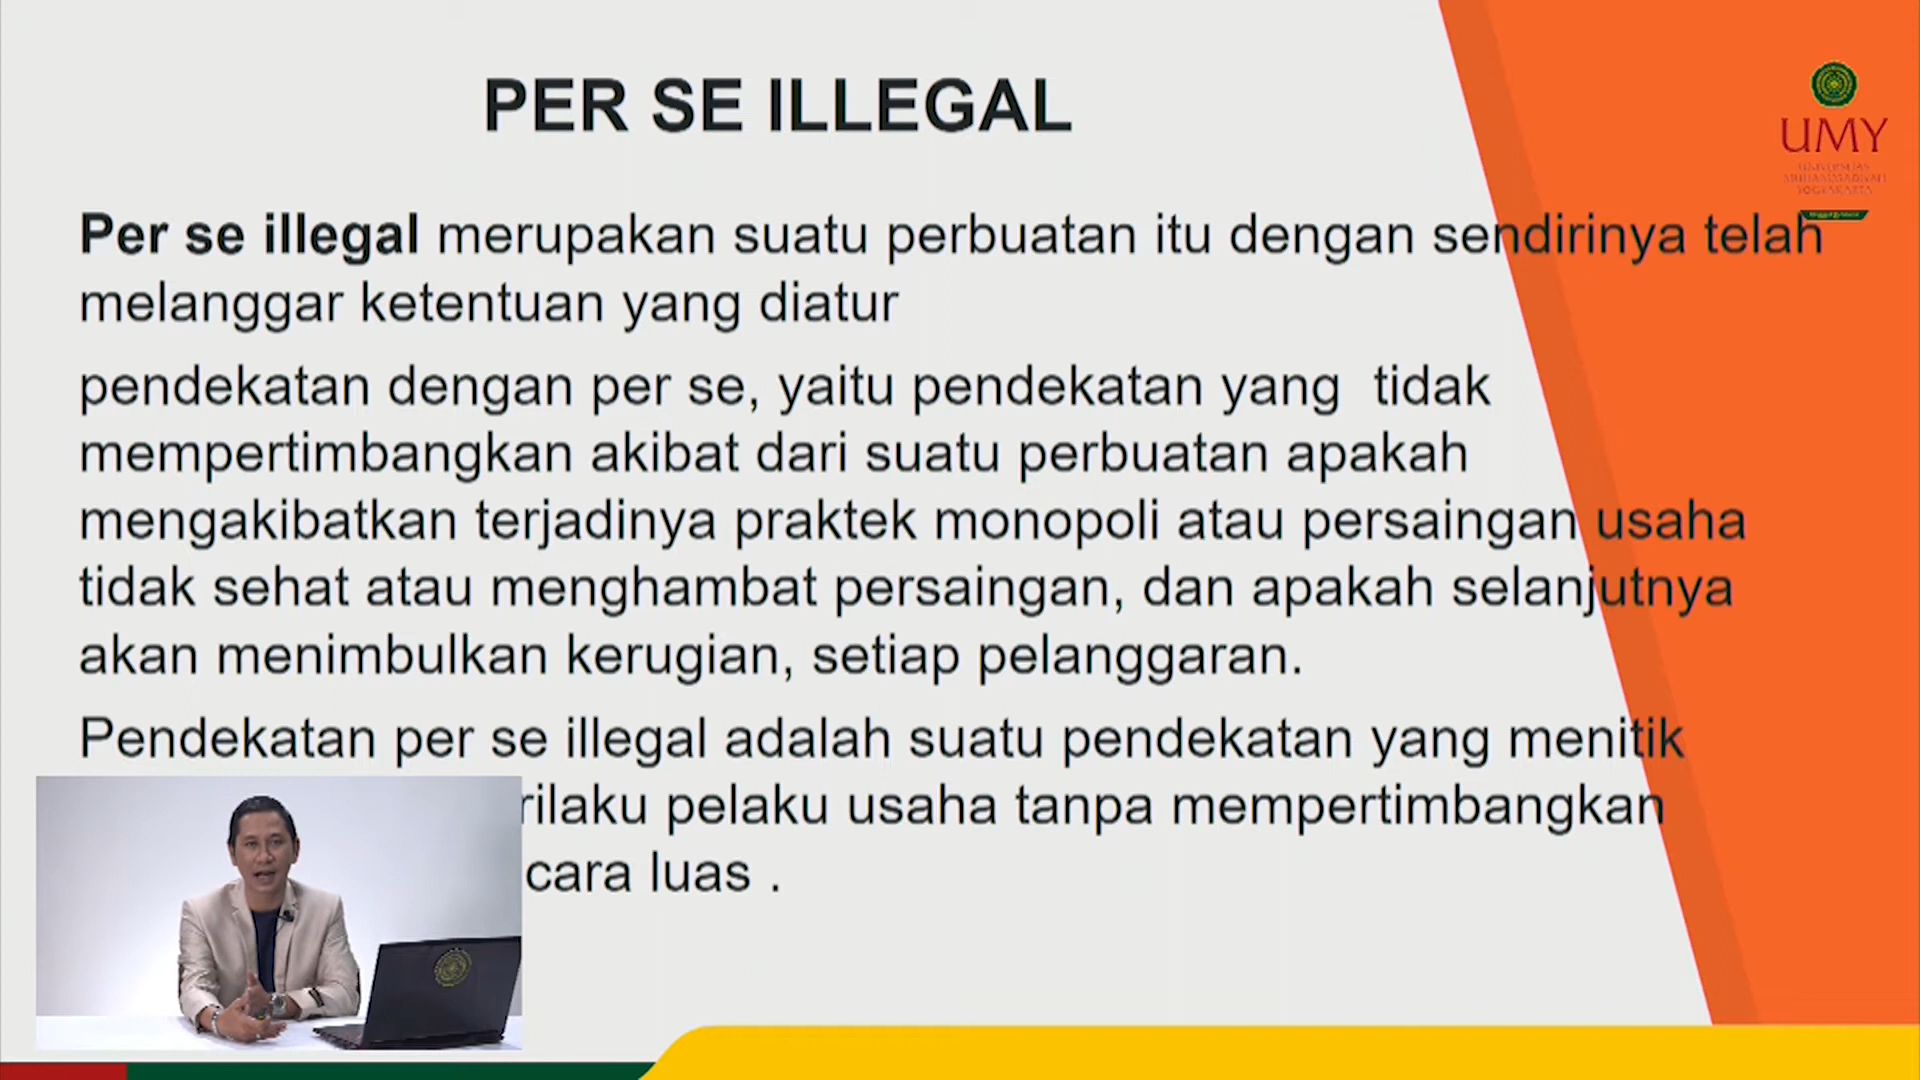 PER SE ILLEGAL
UMY
UNIVERSITAS
MUHAMMADIYAH
YOGYAKARTA
Per se illegal merupakan suatu perbuatan itu dengan sendirinya telah
melanggar ketentuan yang diatur
pendekatan dengan per se, yaitu pendekatan yang tidak
mempertimbangkan akibat dari suatu perbuatan apakah
mengakibatkan terjadinya praktek monopoli atau persaingan usaha
tidak sehat atau menghambat persaingan, dan apakah selanjutnya
akan menimbulkan kerugian, setiap pelanggaran.
Pendekatan per se illegal adalah suatu pendekatan yang menitik
rilaku pelaku usaha tanpa mempertimbangkan
cara luas .